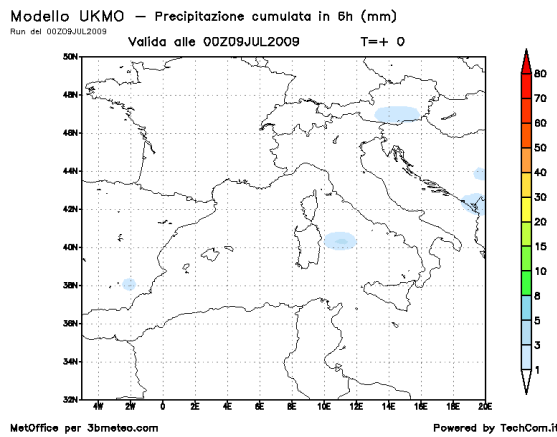 Modello UKMO — Precipitazione cumulata in 6h (mm)
Run del 00Z09JUL2009
Valida alle 00Z09JUL2009 T=+ 0
50N
48N
46N
44N
42N
40N
38N
36N
34N
32N
4W 2W 0 2E 4E 6E 8E 10E 12E 14E 16E 18E 20E
80
70
60
50
40
30
20
15
10
8
5
3
1
MetOffice per 3bmeteo.com Powered by TechCom.it